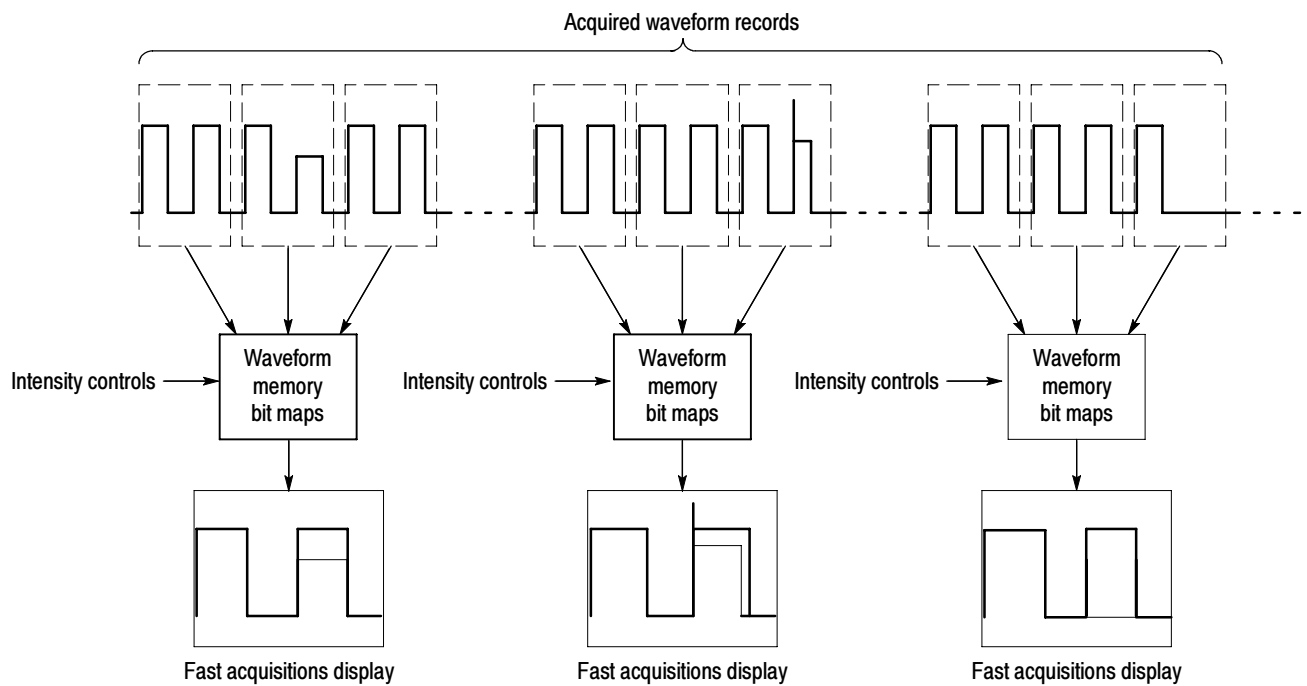 Acquired waveform records
Intensity controls
Waveform
memory
bit maps
Intensity controls
Waveform
memory
bit maps
Intensity controls
Waveform
memory
bit maps
Fast acquisitions display
Fast acquisitions display
Fast acquisitions display